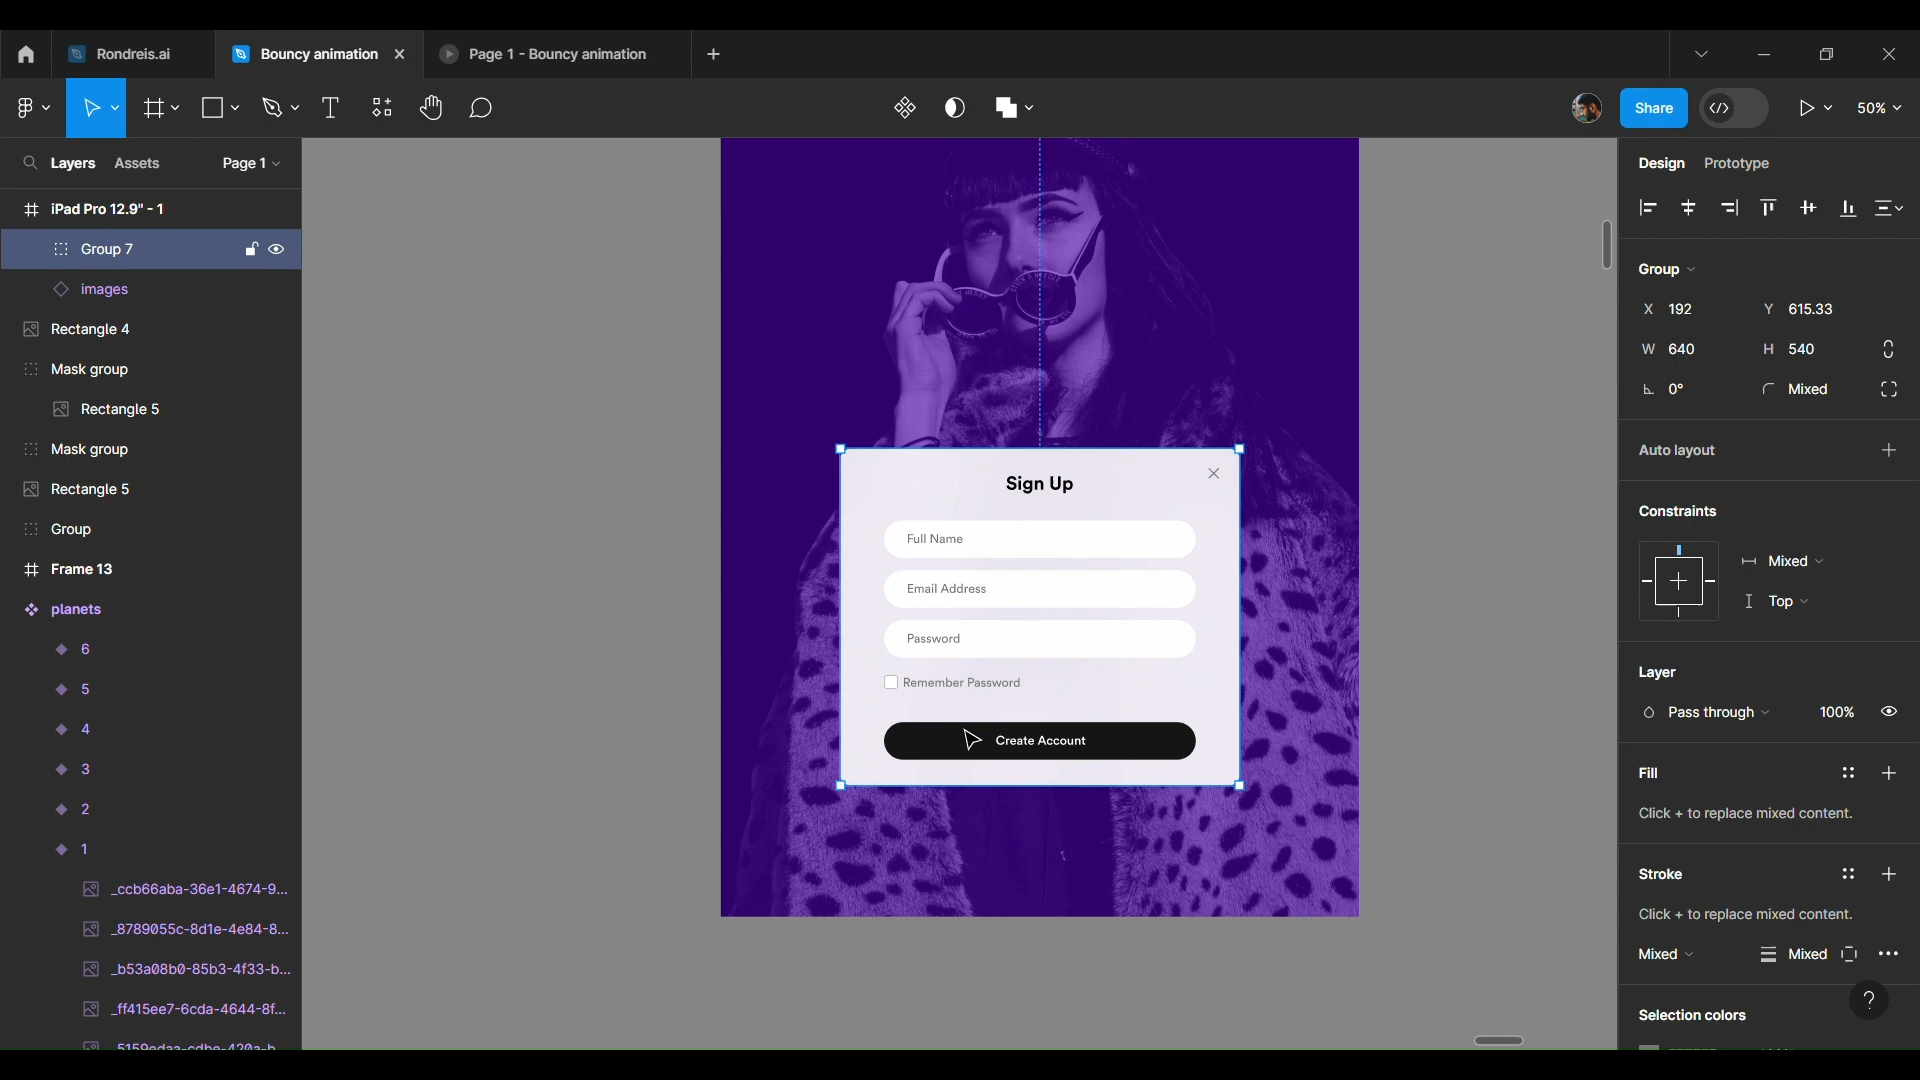 Rondreis.ai
Bouncy animation
Page 1 - Bouncy animation
Share
50%
Layers
Assets
Page 1
iPad Pro 12.9" - 1
Group 7
images
Rectangle 4
Mask group
Rectangle 5
Mask group
Rectangle 5
Group
Frame 13
planets
6
5
4
3
2
1
_ccb66aba-36e1-4674-9...
_8789055c-8d1e-4e84-8...
_b53a08b0-85b3-4f33-b...
_ff415ee7-6cda-4644-8f...
Sign Up
Full Name
Email Address
Password
Remember Password
Create Account
Design
Prototype
Group
X 192
Y 615.33
W 640
H 540
0°
Mixed
Auto layout
Constraints
Mixed
Top
Layer
Pass through
100%
Fill
Click + to replace mixed content.
Stroke
Click + to replace mixed content.
Mixed
Mixed
?
Selection colors